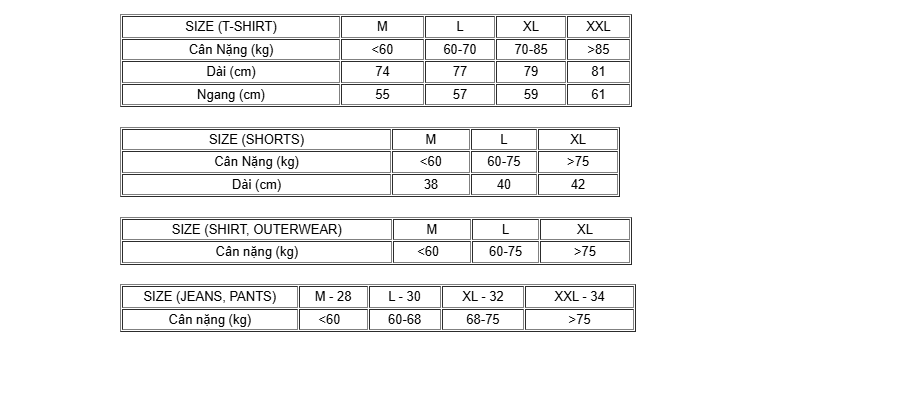 SIZE (T-SHIRT) M L XL XXL
Cân Nặng (kg) <60 60-70 70-85 >85
Dài (cm) 74 77 79 81
Ngang (cm) 55 57 59 61
SIZE (SHORTS) M L XL
Cân Nặng (kg) <60 60-75 >75
Dài (cm) 38 40 42
SIZE (SHIRT, OUTERWEAR) M L XL
Cân nặng (kg) <60 60-75 >75
SIZE (JEANS, PANTS) M - 28 L - 30 XL - 32 XXL - 34
Cân nặng (kg) <60 60-68 68-75 >75